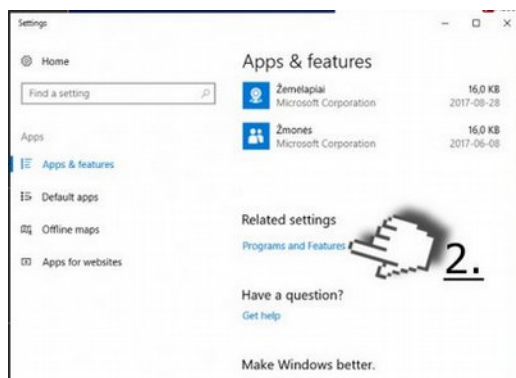 Settings
Home
Find a setting
Apps
Apps & features
Default apps
Offline maps
Apps for websites
Apps & features
Žemėlapiai 16,0 KB
Microsoft Corporation 2017-08-28
Žmonės 16,0 KB
Microsoft Corporation 2017-06-08
Related settings
Programs and Features
2.
Have a question?
Get help
Make Windows better.